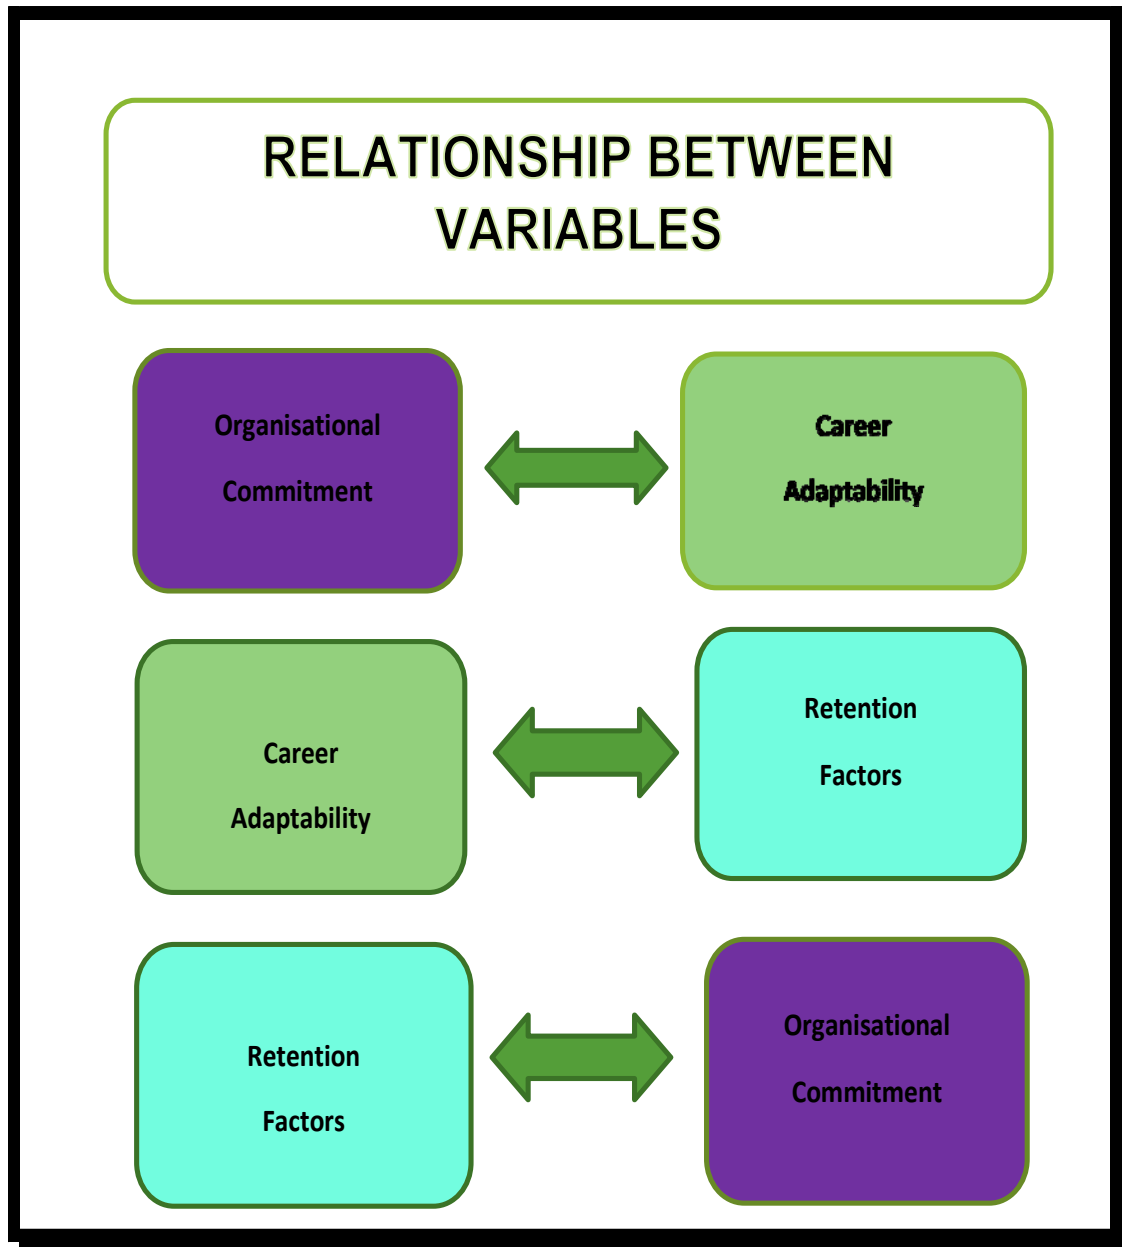 RELATIONSHIP BETWEEN
VARIABLES
Organisational
Commitment
Career
Adaptability
Career
Adaptability
Retention
Factors
Retention
Factors
Organisational
Commitment